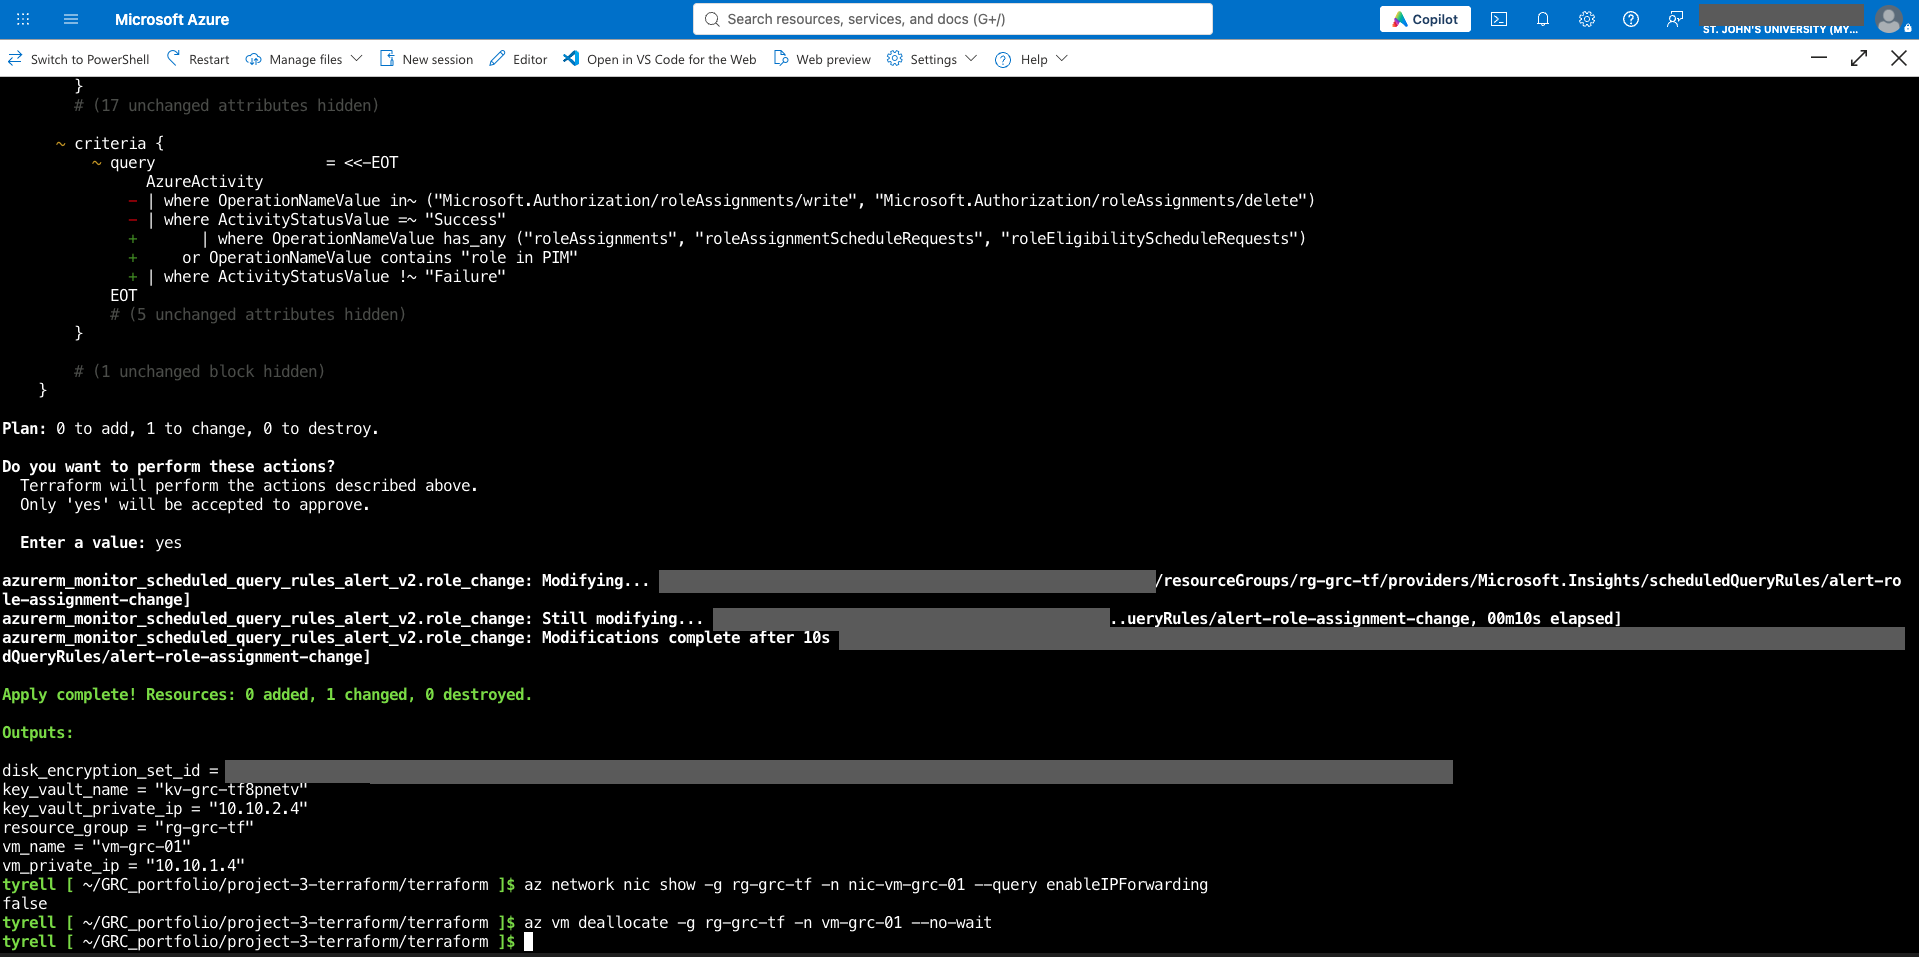 Microsoft Azure
Search resources, services, and docs (G+/)
Copilot
ST. JOHN'S UNIVERSITY (MY...
Switch to PowerShell Restart Manage files New session Editor Open in VS Code for the Web Web preview Settings Help
}
# (17 unchanged attributes hidden)
~ criteria {
~ query = <<-EOT
AzureActivity
- | where OperationNameValue in~ ("Microsoft.Authorization/roleAssignments/write", "Microsoft.Authorization/roleAssignments/delete")
- | where ActivityStatusValue =~ "Success"
+ | where OperationNameValue has_any ("roleAssignments", "roleAssignmentScheduleRequests", "roleEligibilityScheduleRequests")
+ or OperationNameValue contains "role in PIM"
+ | where ActivityStatusValue !~ "Failure"
EOT
# (5 unchanged attributes hidden)
}
# (1 unchanged block hidden)
}
Plan: 0 to add, 1 to change, 0 to destroy.
Do you want to perform these actions?
Terraform will perform the actions described above.
Only 'yes' will be accepted to approve.
Enter a value: yes
azurerm_monitor_scheduled_query_rules_alert_v2.role_change: Modifying... /resourceGroups/rg-grc-tf/providers/Microsoft.Insights/scheduledQueryRules/alert-ro
le-assignment-change]
azurerm_monitor_scheduled_query_rules_alert_v2.role_change: Still modifying... ..ueryRules/alert-role-assignment-change, 00m10s elapsed]
azurerm_monitor_scheduled_query_rules_alert_v2.role_change: Modifications complete after 10s
dQueryRules/alert-role-assignment-change]
Apply complete! Resources: 0 added, 1 changed, 0 destroyed.
Outputs:
disk_encryption_set_id =
key_vault_name = "kv-grc-tf8pnetv"
key_vault_private_ip = "10.10.2.4"
resource_group = "rg-grc-tf"
vm_name = "vm-grc-01"
vm_private_ip = "10.10.1.4"
tyrell [ ~/GRC_portfolio/project-3-terraform/terraform ]$ az network nic show -g rg-grc-tf -n nic-vm-grc-01 --query enableIPForwarding
false
tyrell [ ~/GRC_portfolio/project-3-terraform/terraform ]$ az vm deallocate -g rg-grc-tf -n vm-grc-01 --no-wait
tyrell [ ~/GRC_portfolio/project-3-terraform/terraform ]$